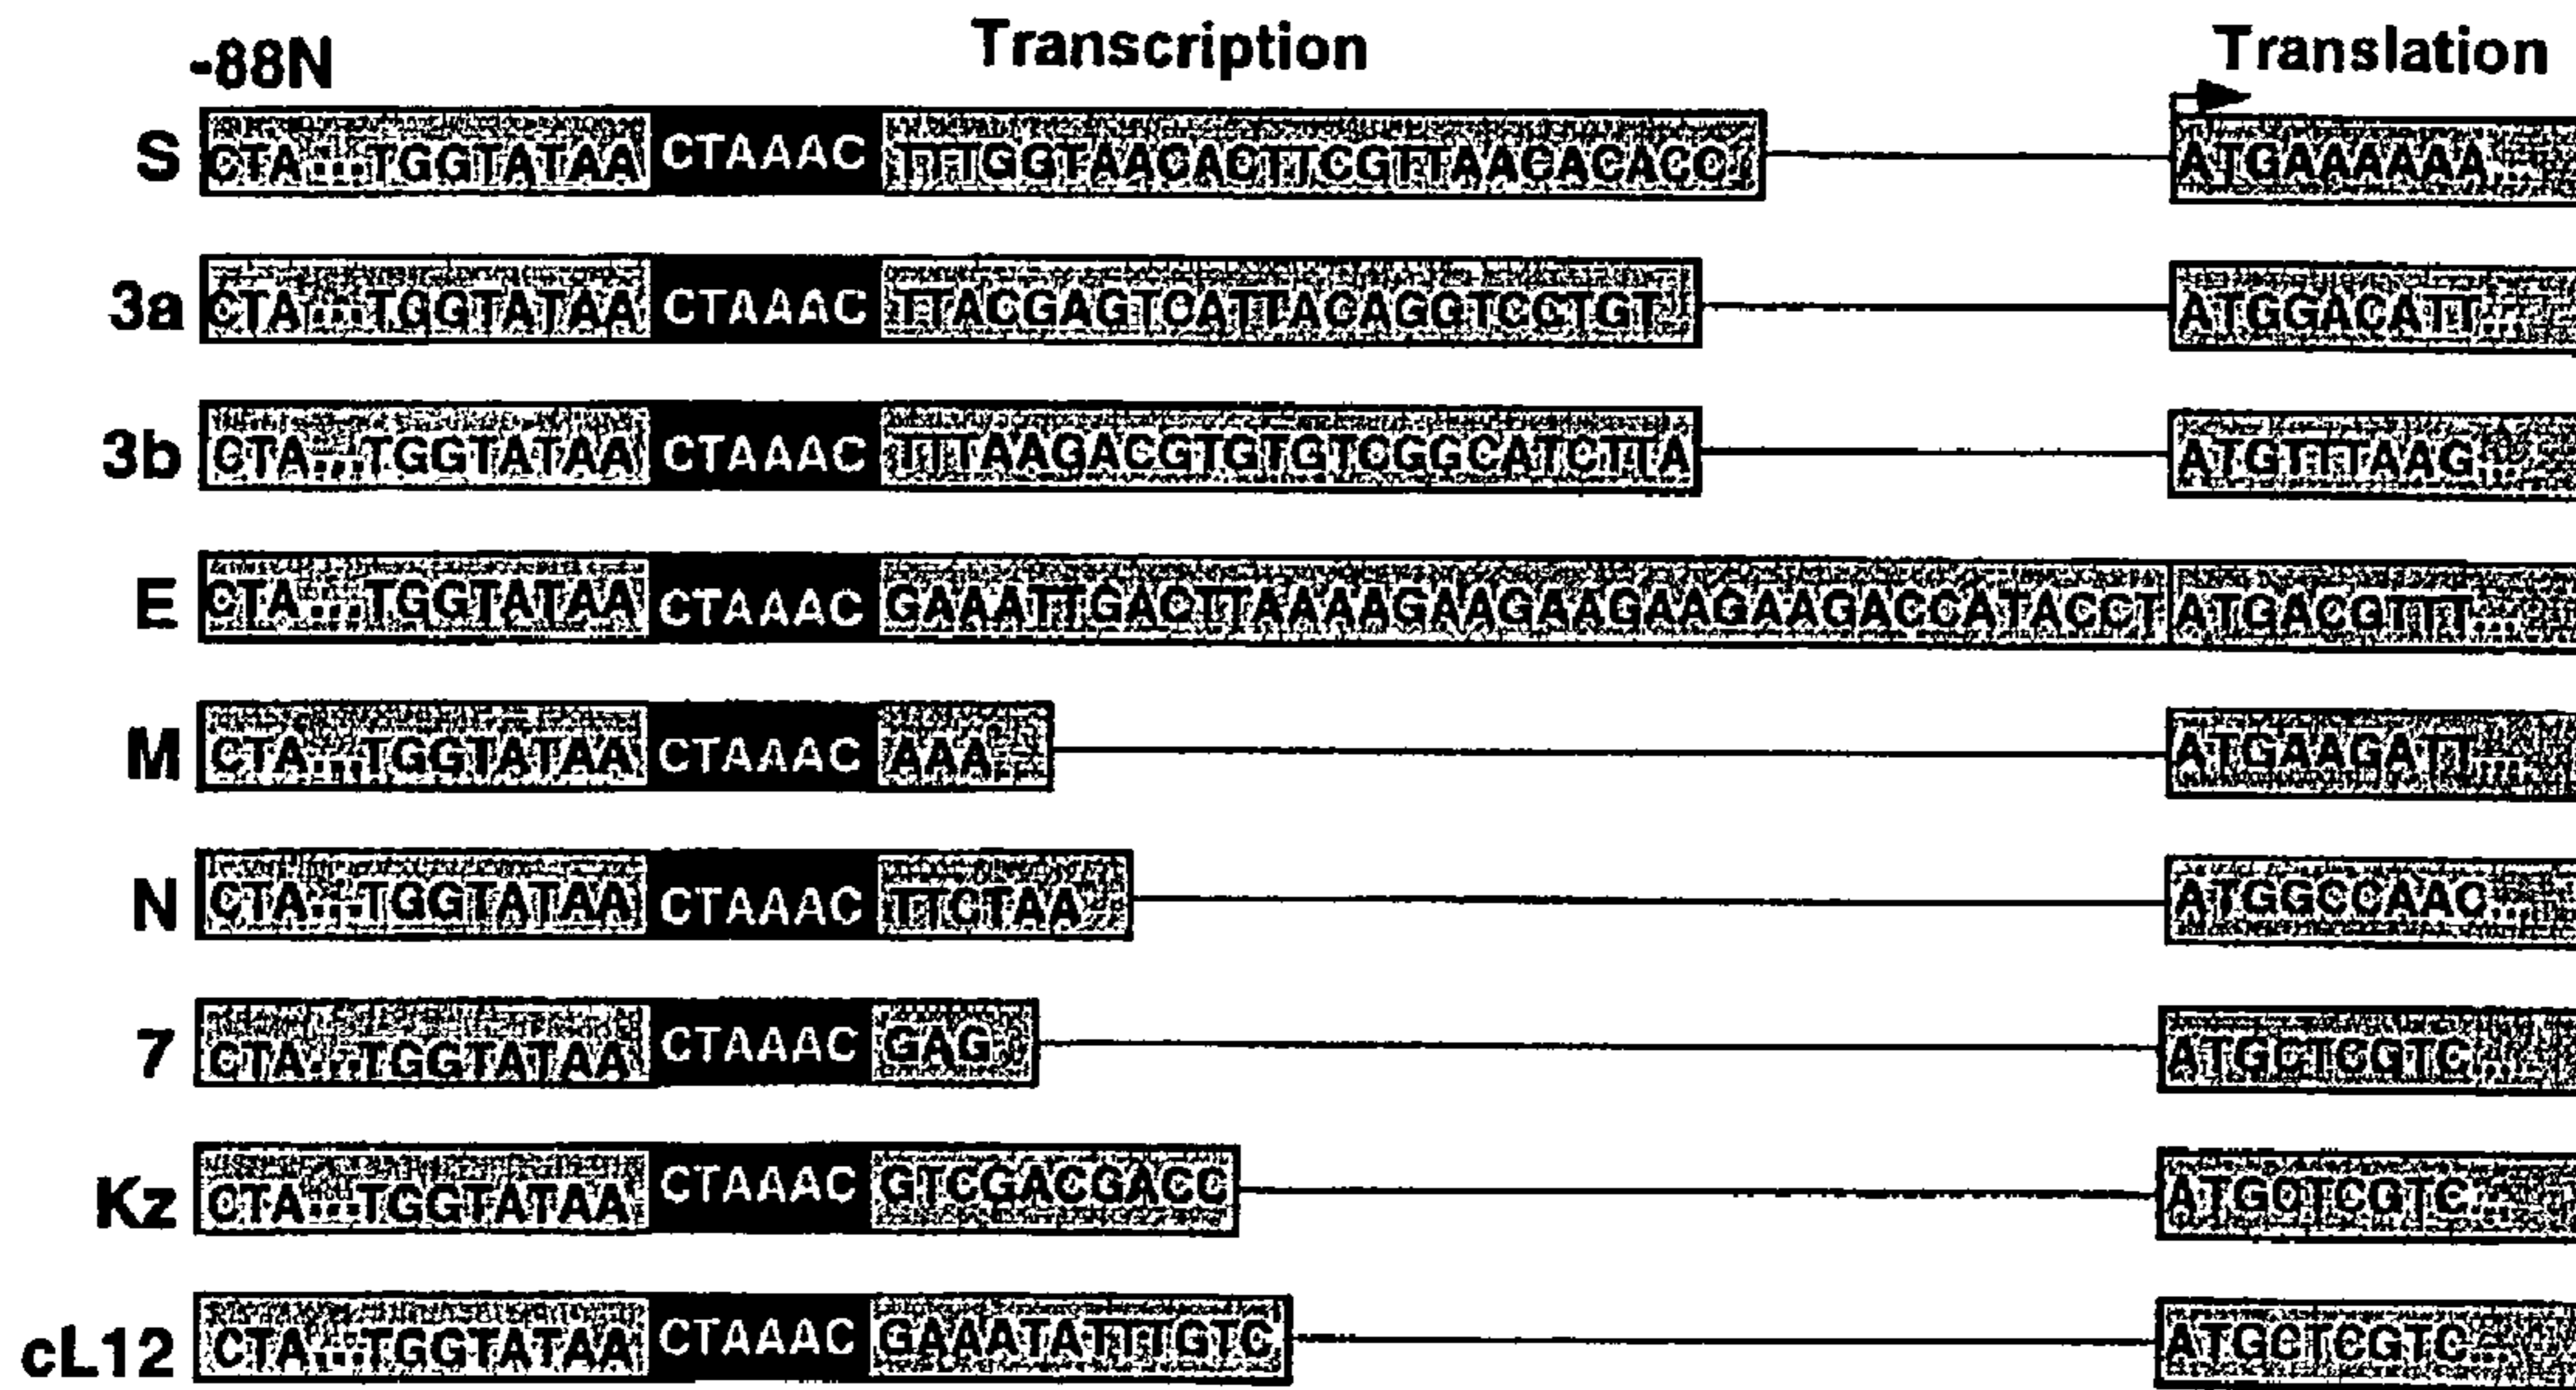 -88N Transcription Translation
S CTA...TGGTATAA CTAAAC TTTGGTAACACTTCGTTAACACACC ATGAAAAAA...
3a CTA...TGGTATAA CTAAAC TTACGAGTCATTACAGGTCCTGT ATGGACATT...
3b CTA...TGGTATAA CTAAAC TTTAAGACGTGTGTCGGCATCTTA ATGTTTAAG...
E CTA...TGGTATAA CTAAAC GAAATTGACTTAAAAGAAGAAGAAGAAGACCATACCT ATGACGTTT...
M CTA...TGGTATAA CTAAAC AAA ATGAAGATT...
N CTA...TGGTATAA CTAAAC TTCTAA ATGGCCAAC...
7 CTA...TGGTATAA CTAAAC GAG ATGCTCGTC...
Kz CTA...TGGTATAA CTAAAC GTCGACGACC ATGCTCGTC...
cL12 CTA...TGGTATAA CTAAAC GAAATATTTGTC ATGCTCGTC...